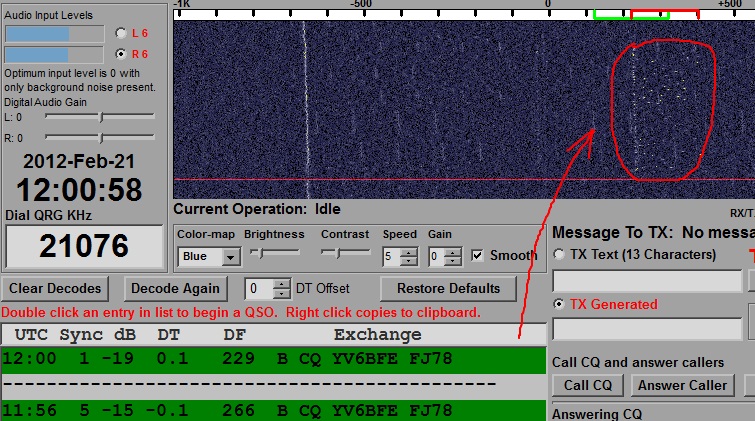 -1K -500 0 +500
Audio Input Levels
L 6
R 6
Optimum input level is 0 with
only background noise present.
Digital Audio Gain
L: 0
R: 0
2012-Feb-21
12:00:58
Dial QRG KHz
21076
Current Operation: Idle
RX/T
Color-map Brightness Contrast Speed Gain
Blue 5 0 Smooth
Message To TX: No messa
TX Text (13 Characters)
Clear Decodes Decode Again 0 DT Offset Restore Defaults
TX Generated
Double click an entry in list to begin a QSO. Right click copies to clipboard.
UTC Sync dB DT DF Exchange
12:00 1 -19 0.1 229 B CQ YV6BFE FJ78
------------------------------------------------
11:56 5 -15 -0.1 266 B CQ YV6BFE FJ78
Call CQ and answer callers
Call CQ Answer Caller
Answering CQ